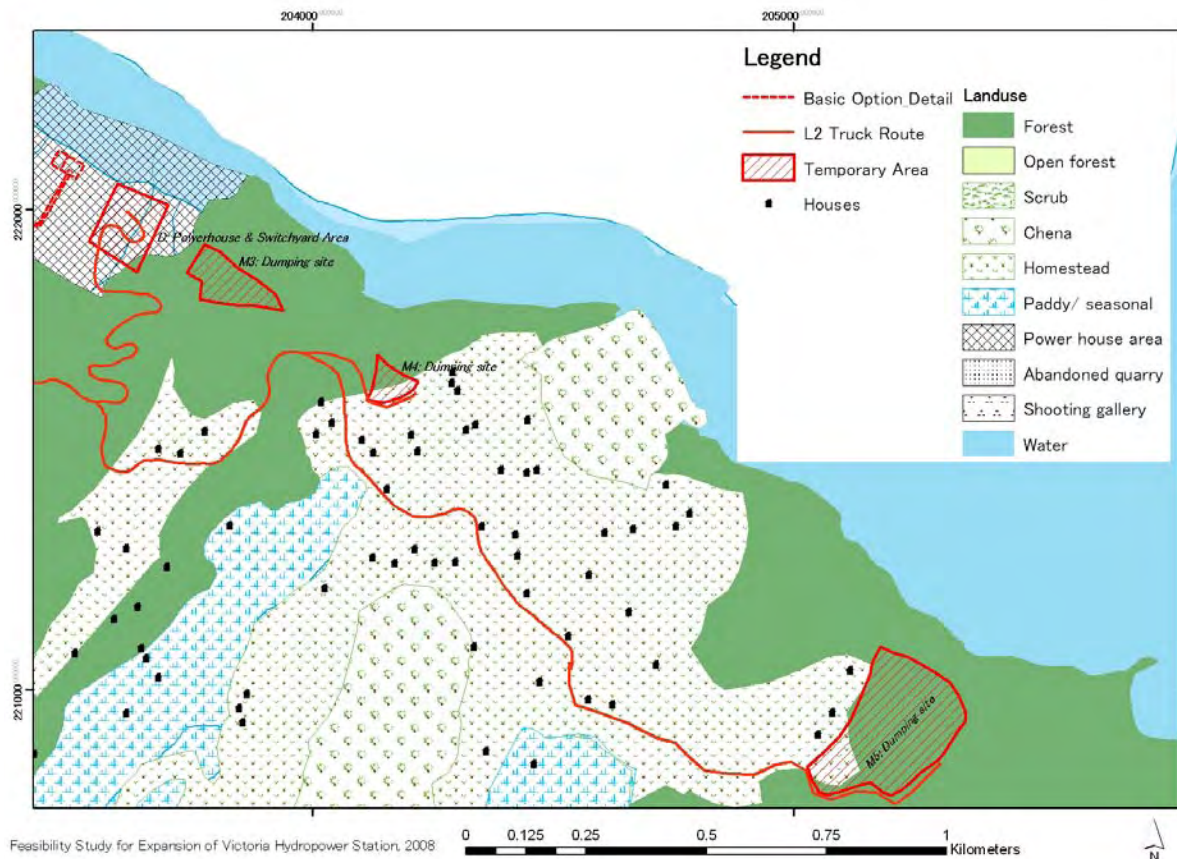 204000
205000
222000
221000
Legend
Basic Option_Detail
L2 Truck Route
Temporary Area
Houses
Landuse
Forest
Open forest
Scrub
Chena
Homestead
Paddy/ seasonal
Power house area
Abandoned quarry
Shooting gallery
Water
D: Powerhouse & Switchyard Area
M3: Dumping site
M4: Dumping site
Mb: Dumping site
Feasibility Study for Expansion of Victoria Hydropower Station, 2008
0 0.125 0.25 0.5 0.75 1
Kilometers
N